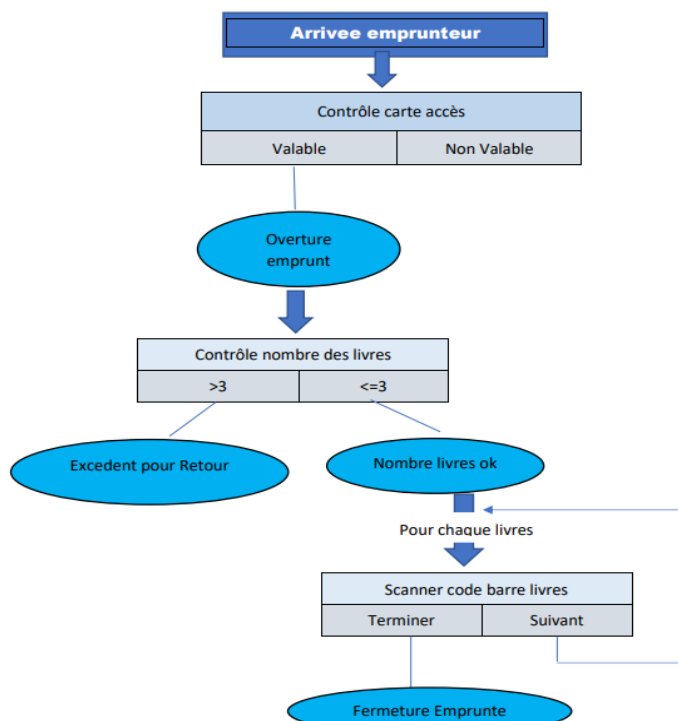 Arrivee emprunteur
Contrôle carte accès
Valable
Non Valable
Overture
emprunt
Contrôle nombre des livres
>3
<=3
Excedent pour Retour
Nombre livres ok
Pour chaque livres
Scanner code barre livres
Terminer
Suivant
Fermeture Emprunte